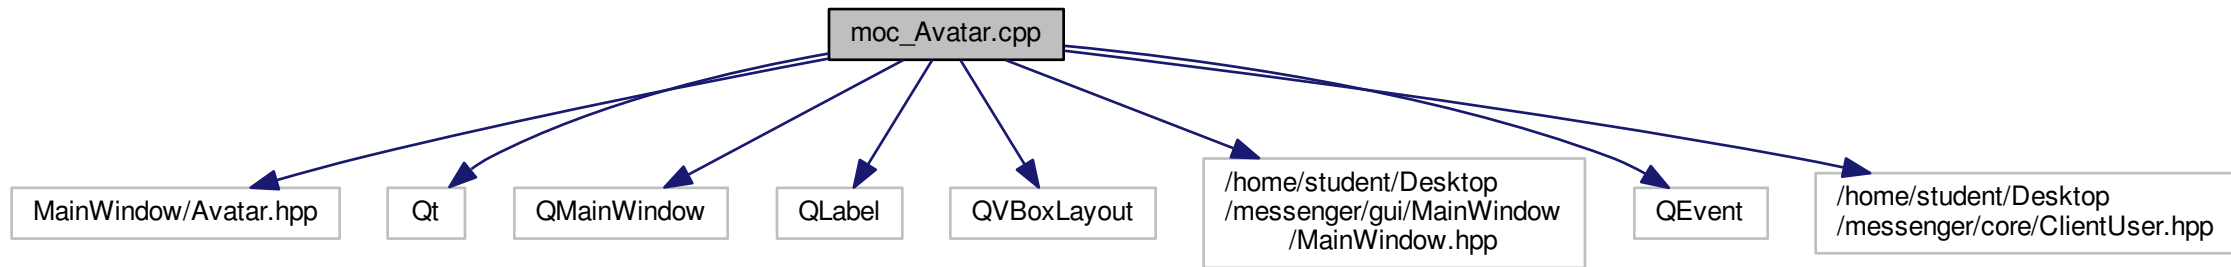 moc_Avatar.cpp
MainWindow/Avatar.hpp
Qt
QMainWindow
QLabel
QVBoxLayout
/home/student/Desktop
/messenger/gui/MainWindow
/MainWindow.hpp
QEvent
/home/student/Desktop
/messenger/core/ClientUser.hpp